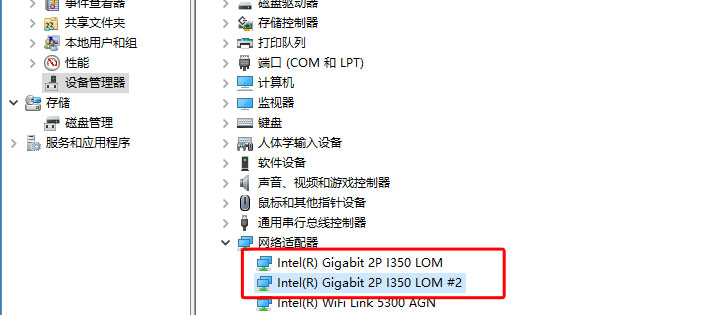 事件查看器
共享文件夹
本地用户和组
性能
设备管理器
存储
磁盘管理
服务和应用程序
磁盘驱动器
存储控制器
打印队列
端口 (COM 和 LPT)
计算机
监视器
键盘
人体学输入设备
软件设备
声音、视频和游戏控制器
鼠标和其他指针设备
通用串行总线控制器
网络适配器
Intel(R) Gigabit 2P I350 LOM
Intel(R) Gigabit 2P I350 LOM #2
Intel(R) WiFi Link 5300 AGN